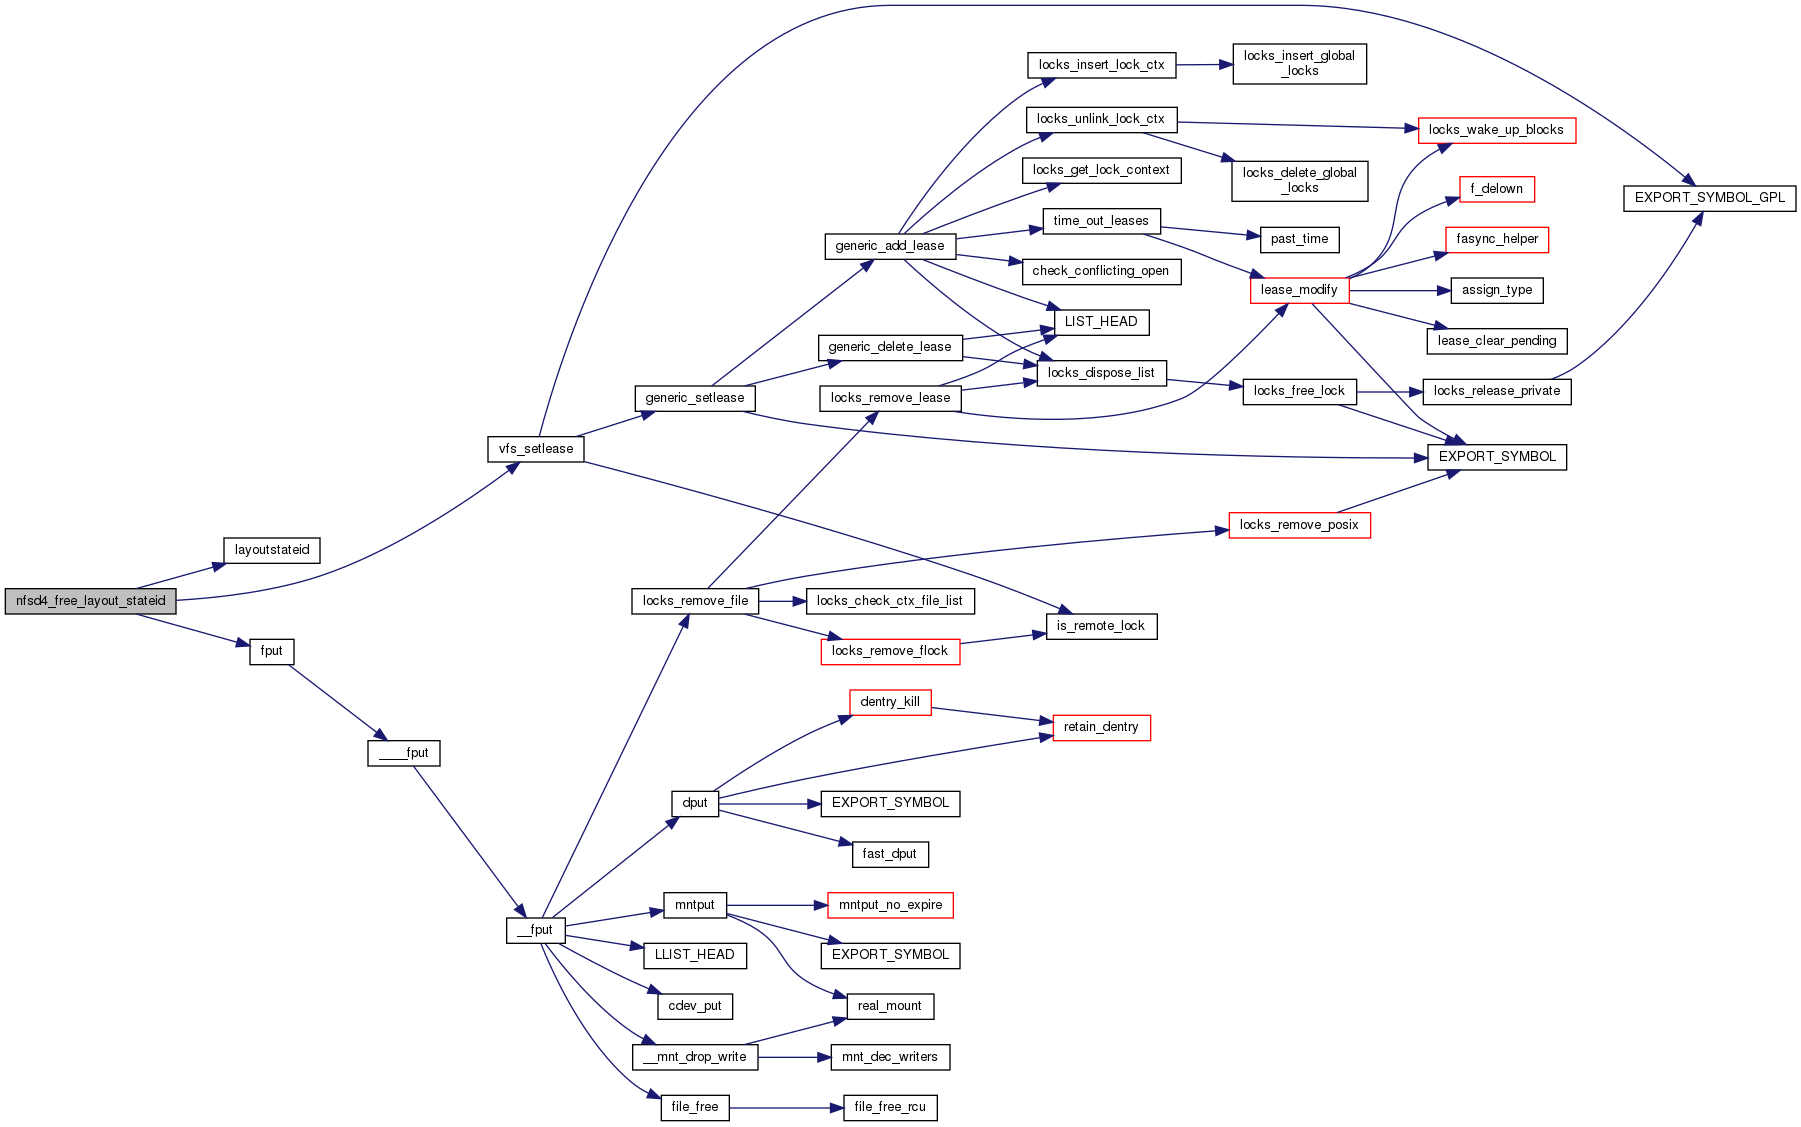 locks_insert_global
_locks
locks_insert_lock_ctx
locks_unlink_lock_ctx
locks_wake_up_blocks
locks_get_lock_context
locks_delete_global
_locks
f_delown
EXPORT_SYMBOL_GPL
time_out_leases
past_time
fasync_helper
generic_add_lease
check_conflicting_open
lease_modify
assign_type
LIST_HEAD
lease_clear_pending
generic_delete_lease
locks_dispose_list
generic_setlease
locks_remove_lease
locks_free_lock
locks_release_private
vfs_setlease
EXPORT_SYMBOL
locks_remove_posix
layoutstateid
nfsd4_free_layout_stateid
locks_remove_file
locks_check_ctx_file_list
is_remote_lock
fput
locks_remove_flock
dentry_kill
retain_dentry
____fput
dput
EXPORT_SYMBOL
fast_dput
mntput
mntput_no_expire
__fput
LLIST_HEAD
EXPORT_SYMBOL
cdev_put
real_mount
__mnt_drop_write
mnt_dec_writers
file_free
file_free_rcu